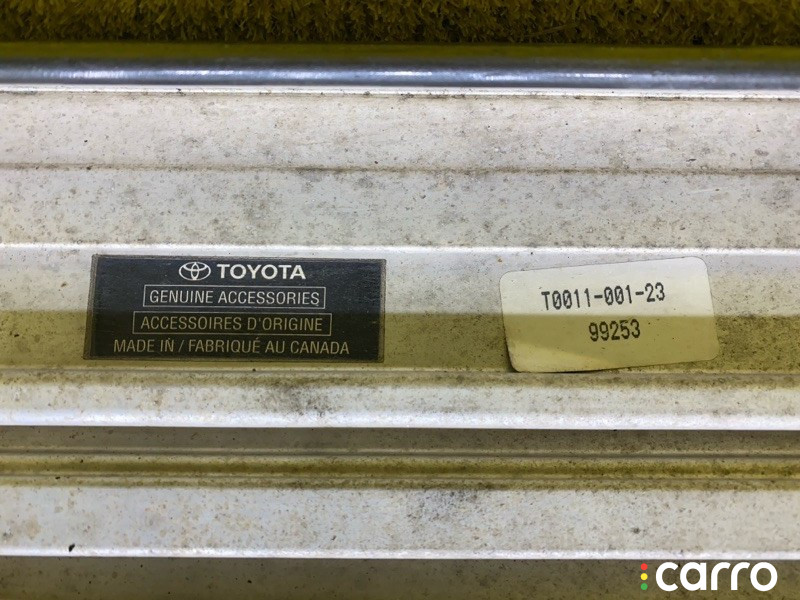 TOYOTA
GENUINE ACCESSORIES
ACCESSOIRES D'ORIGINE
MADE IN / FABRIQUÉ AU CANADA
T0011-001-23
99253
carro